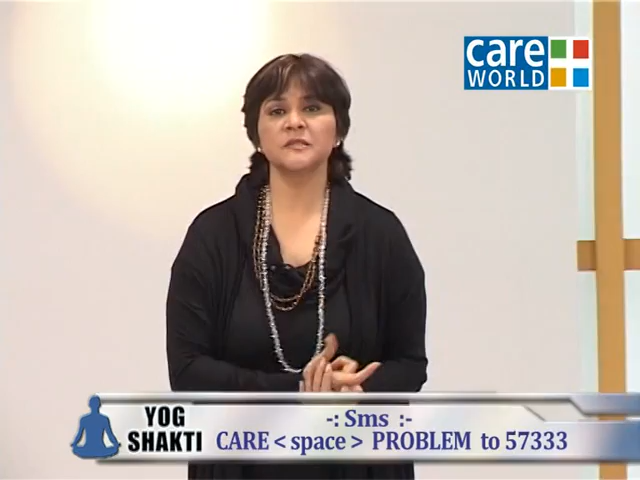 care
WORLD
YOG
SHAKTI
-: Sms :-
CARE < space > PROBLEM to 57333